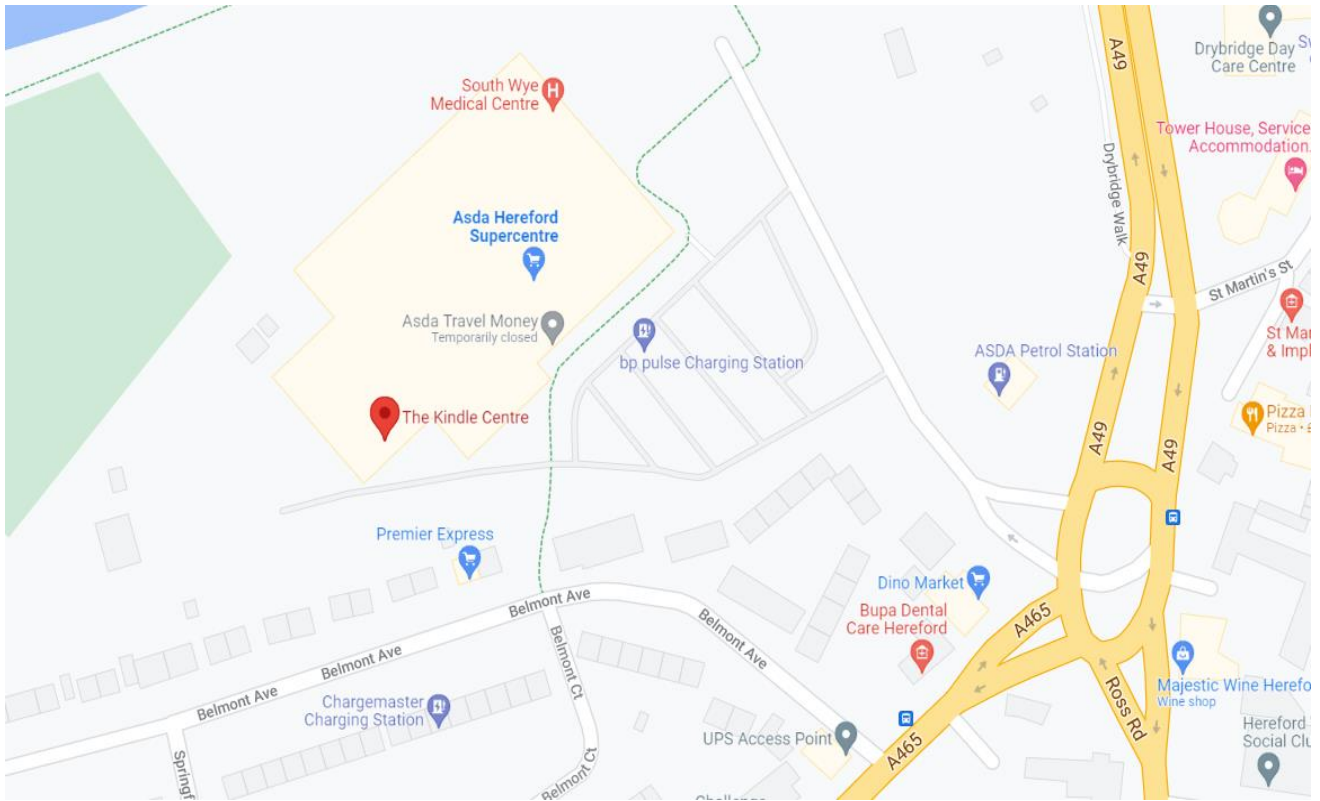 A49
Drybridge Day
Care Centre
South Wye
Medical Centre
Tower House, Service
Accommodation
Drybridge Walk
Asda Hereford
Supercentre
A49
St Martin's St
Asda Travel Money
Temporarily closed
bp pulse Charging Station
ASDA Petrol Station
St Mar
& Impl
The Kindle Centre
Pizza
Pizza
A49
A49
Premier Express
Dino Market
Belmont Ave
Bupa Dental
Care Hereford
A465
Belmont Ave
Belmont Ct
Belmont Ave
Belmont Ave
Majestic Wine Herefo
Wine shop
Ross Rd
Chargemaster
Charging Station
UPS Access Point
Hereford
Social Clu
A465
Springf
Belmont Ct